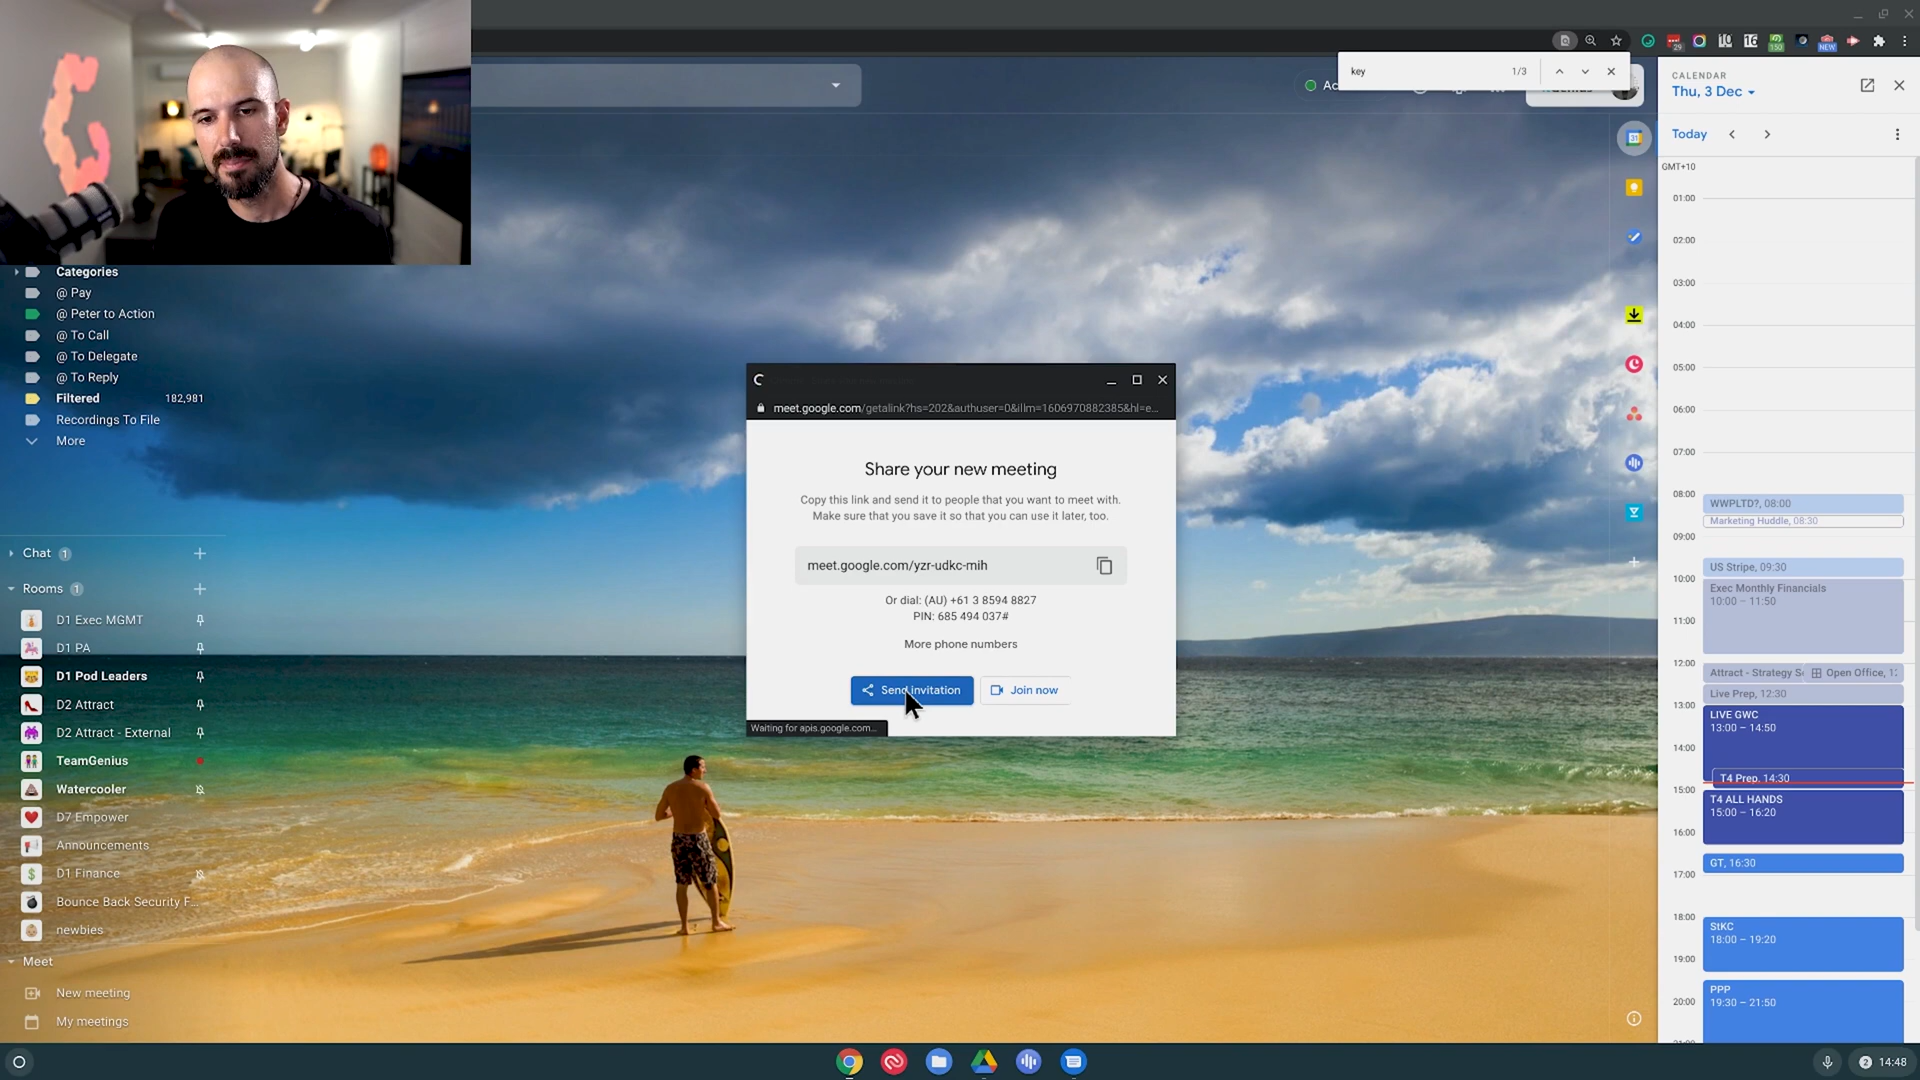 key
1/3
CALENDAR
Thu, 3 Dec
Today
GMT+10
01:00
02:00
03:00
04:00
05:00
06:00
07:00
08:00
WWPLTD?, 08:00
Marketing Huddle, 08:30
09:00
US Stripe, 09:30
10:00
Exec Monthly Financials
10:00 – 11:50
11:00
12:00
Attract - Strategy
Open Office,
Live Prep, 12:30
13:00
LIVE GWC
13:00 – 14:50
14:00
T4 Prep, 14:30
15:00
T4 ALL HANDS
15:00 – 16:20
16:00
GT, 16:30
17:00
18:00
StKC
18:00 – 19:20
19:00
PPP
19:30 – 21:50
20:00
Categories
@ Pay
@ Peter to Action
@ To Call
@ To Delegate
@ To Reply
Filtered 182,981
Recordings To File
More
Chat 1
Rooms 1
D1 Exec MGMT
D1 PA
D1 Pod Leaders
D2 Attract
D2 Attract - External
TeamGenius
Watercooler
D7 Empower
Announcements
D1 Finance
Bounce Back Security F...
newbies
Meet
New meeting
My meetings
meet.google.com/getalink?hs=202&authuser=0&illm=1606970882385&hl=e...
Share your new meeting
Copy this link and send it to people that you want to meet with.
Make sure that you save it so that you can use it later, too.
meet.google.com/yzr-udkc-mih
Or dial: (AU) +61 3 8594 8827
PIN: 685 494 037#
More phone numbers
Send invitation
Join now
Waiting for apis.google.com...
31
29
16
150
NEW
2
14:48